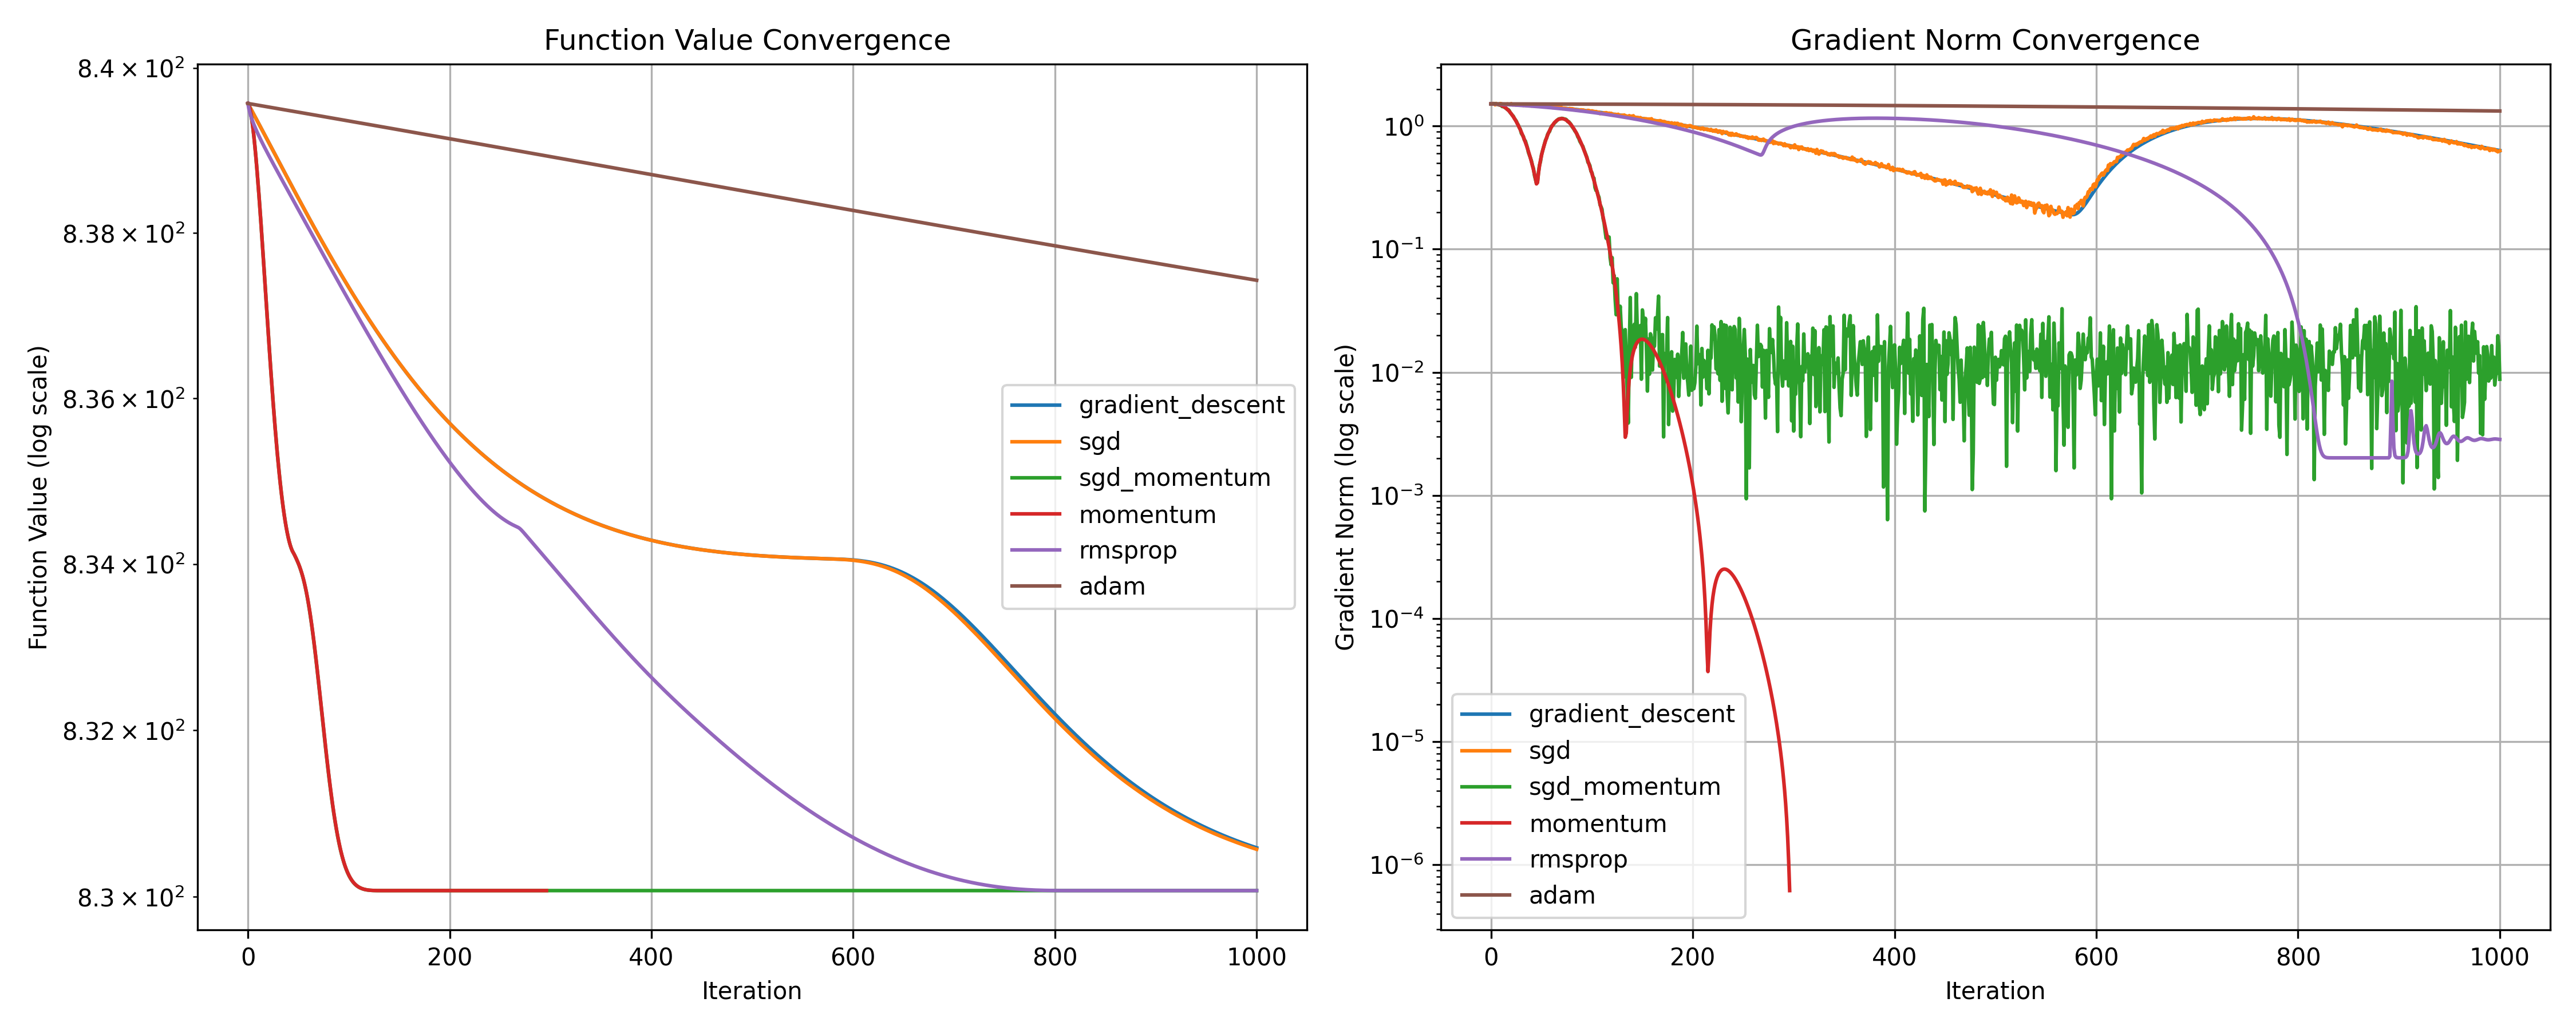 Function Value Convergence
Function Value (log scale)
8.4 × 10²
8.38 × 10²
8.36 × 10²
8.34 × 10²
8.32 × 10²
8.3 × 10²
gradient_descent
sgd
sgd_momentum
momentum
rmsprop
adam
0 200 400 600 800 1000
Iteration
Gradient Norm Convergence
Gradient Norm (log scale)
10⁰
10⁻¹
10⁻²
10⁻³
10⁻⁴
10⁻⁵
10⁻⁶
gradient_descent
sgd
sgd_momentum
momentum
rmsprop
adam
0 200 400 600 800 1000
Iteration